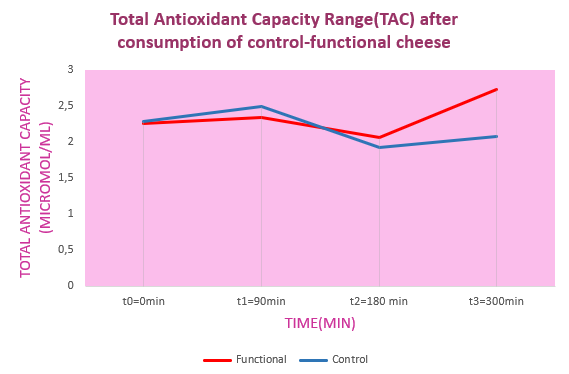 Total Antioxidant Capacity Range(TAC) after
consumption of control-functional cheese
TOTAL ANTIOXIDANT CAPACITY
(MICROMOL/ML)
3
2,5
2
1,5
1
0,5
0
t0=0min t1=90min t2=180 min t3=300min
TIME(MIN)
Functional Control